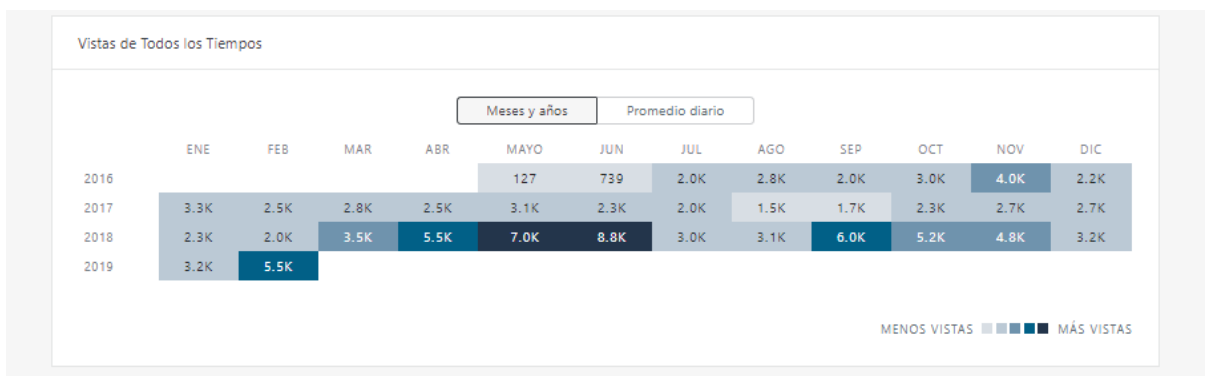 Vistas de Todos los Tiempos
Meses y años Promedio diario
ENE FEB MAR ABR MAYO JUN JUL AGO SEP OCT NOV DIC
2016 127 739 2.0K 2.8K 2.0K 3.0K 4.0K 2.2K
2017 3.3K 2.5K 2.8K 2.5K 3.1K 2.3K 2.0K 1.5K 1.7K 2.3K 2.7K 2.7K
2018 2.3K 2.0K 3.5K 5.5K 7.0K 8.8K 3.0K 3.1K 6.0K 5.2K 4.8K 3.2K
2019 3.2K 5.5K
MENOS VISTAS MÁS VISTAS